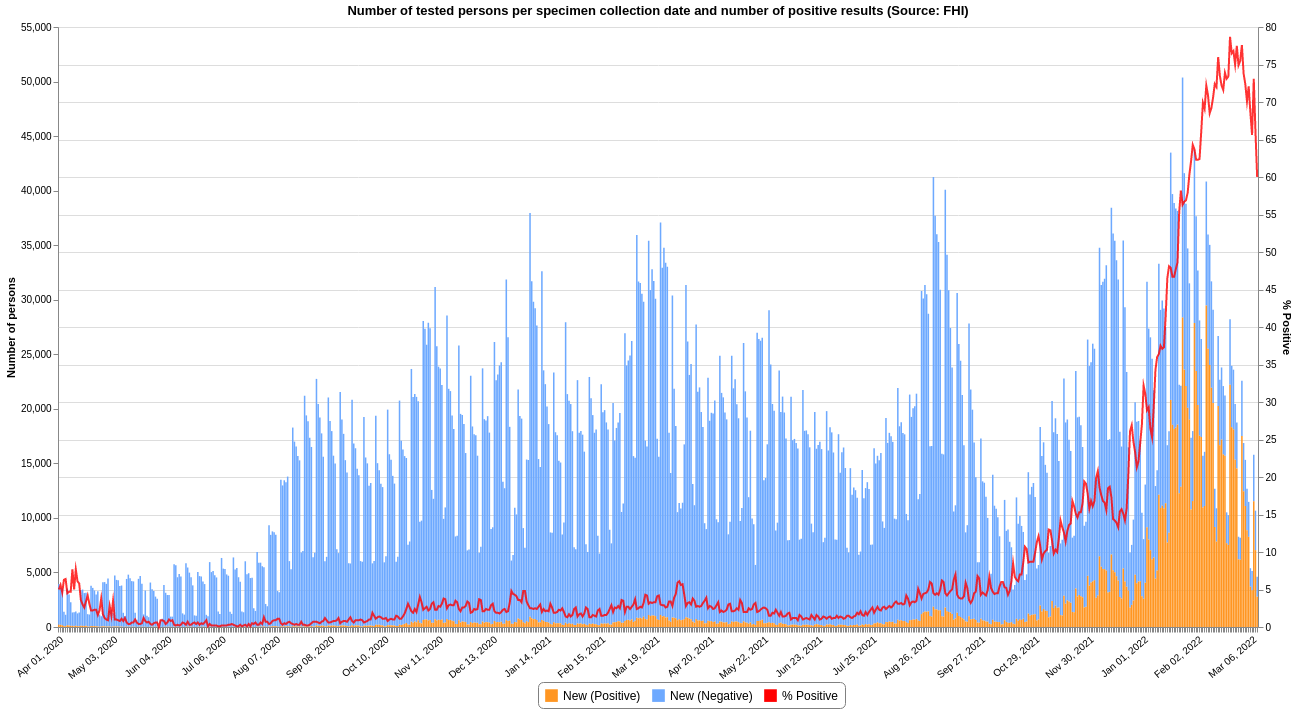 Number of tested persons per specimen collection date and number of positive results (Source: FHI)
55,000
50,000
45,000
40,000
35,000
30,000
25,000
20,000
15,000
10,000
5,000
0
Number of persons
80
75
70
65
60
55
50
45
40
35
30
25
20
15
10
5
0
% Positive
Apr 01, 2020
May 03, 2020
Jun 04, 2020
Jul 06, 2020
Aug 07, 2020
Sep 08, 2020
Oct 10, 2020
Nov 11, 2020
Dec 13, 2020
Jan 14, 2021
Feb 15, 2021
Mar 19, 2021
Apr 20, 2021
May 22, 2021
Jun 23, 2021
Jul 25, 2021
Aug 26, 2021
Sep 27, 2021
Oct 29, 2021
Nov 30, 2021
Jan 01, 2022
Feb 02, 2022
Mar 06, 2022
New (Positive) New (Negative) % Positive